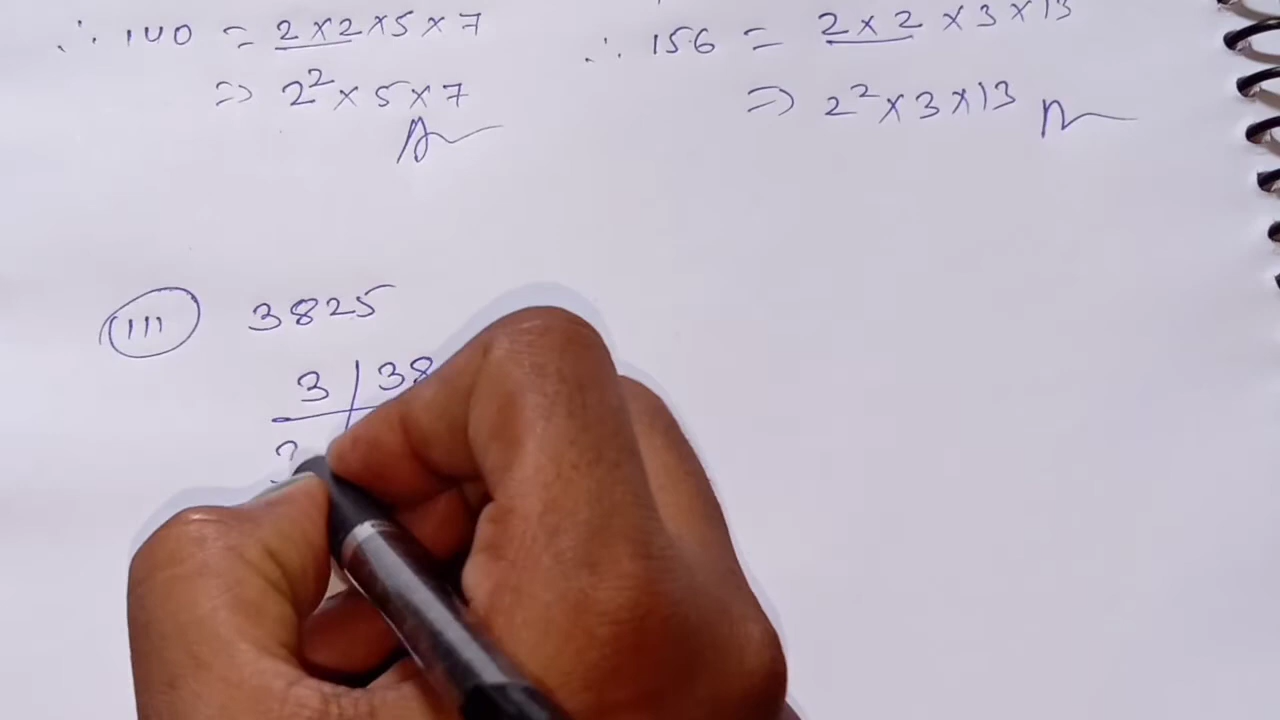 ∴ 140 = 2×2×5×7
⇒ 2²×5×7
∴ 156 = 2×2×3×13
⇒ 2²×3×13
(III) 3825
3 | 38
3